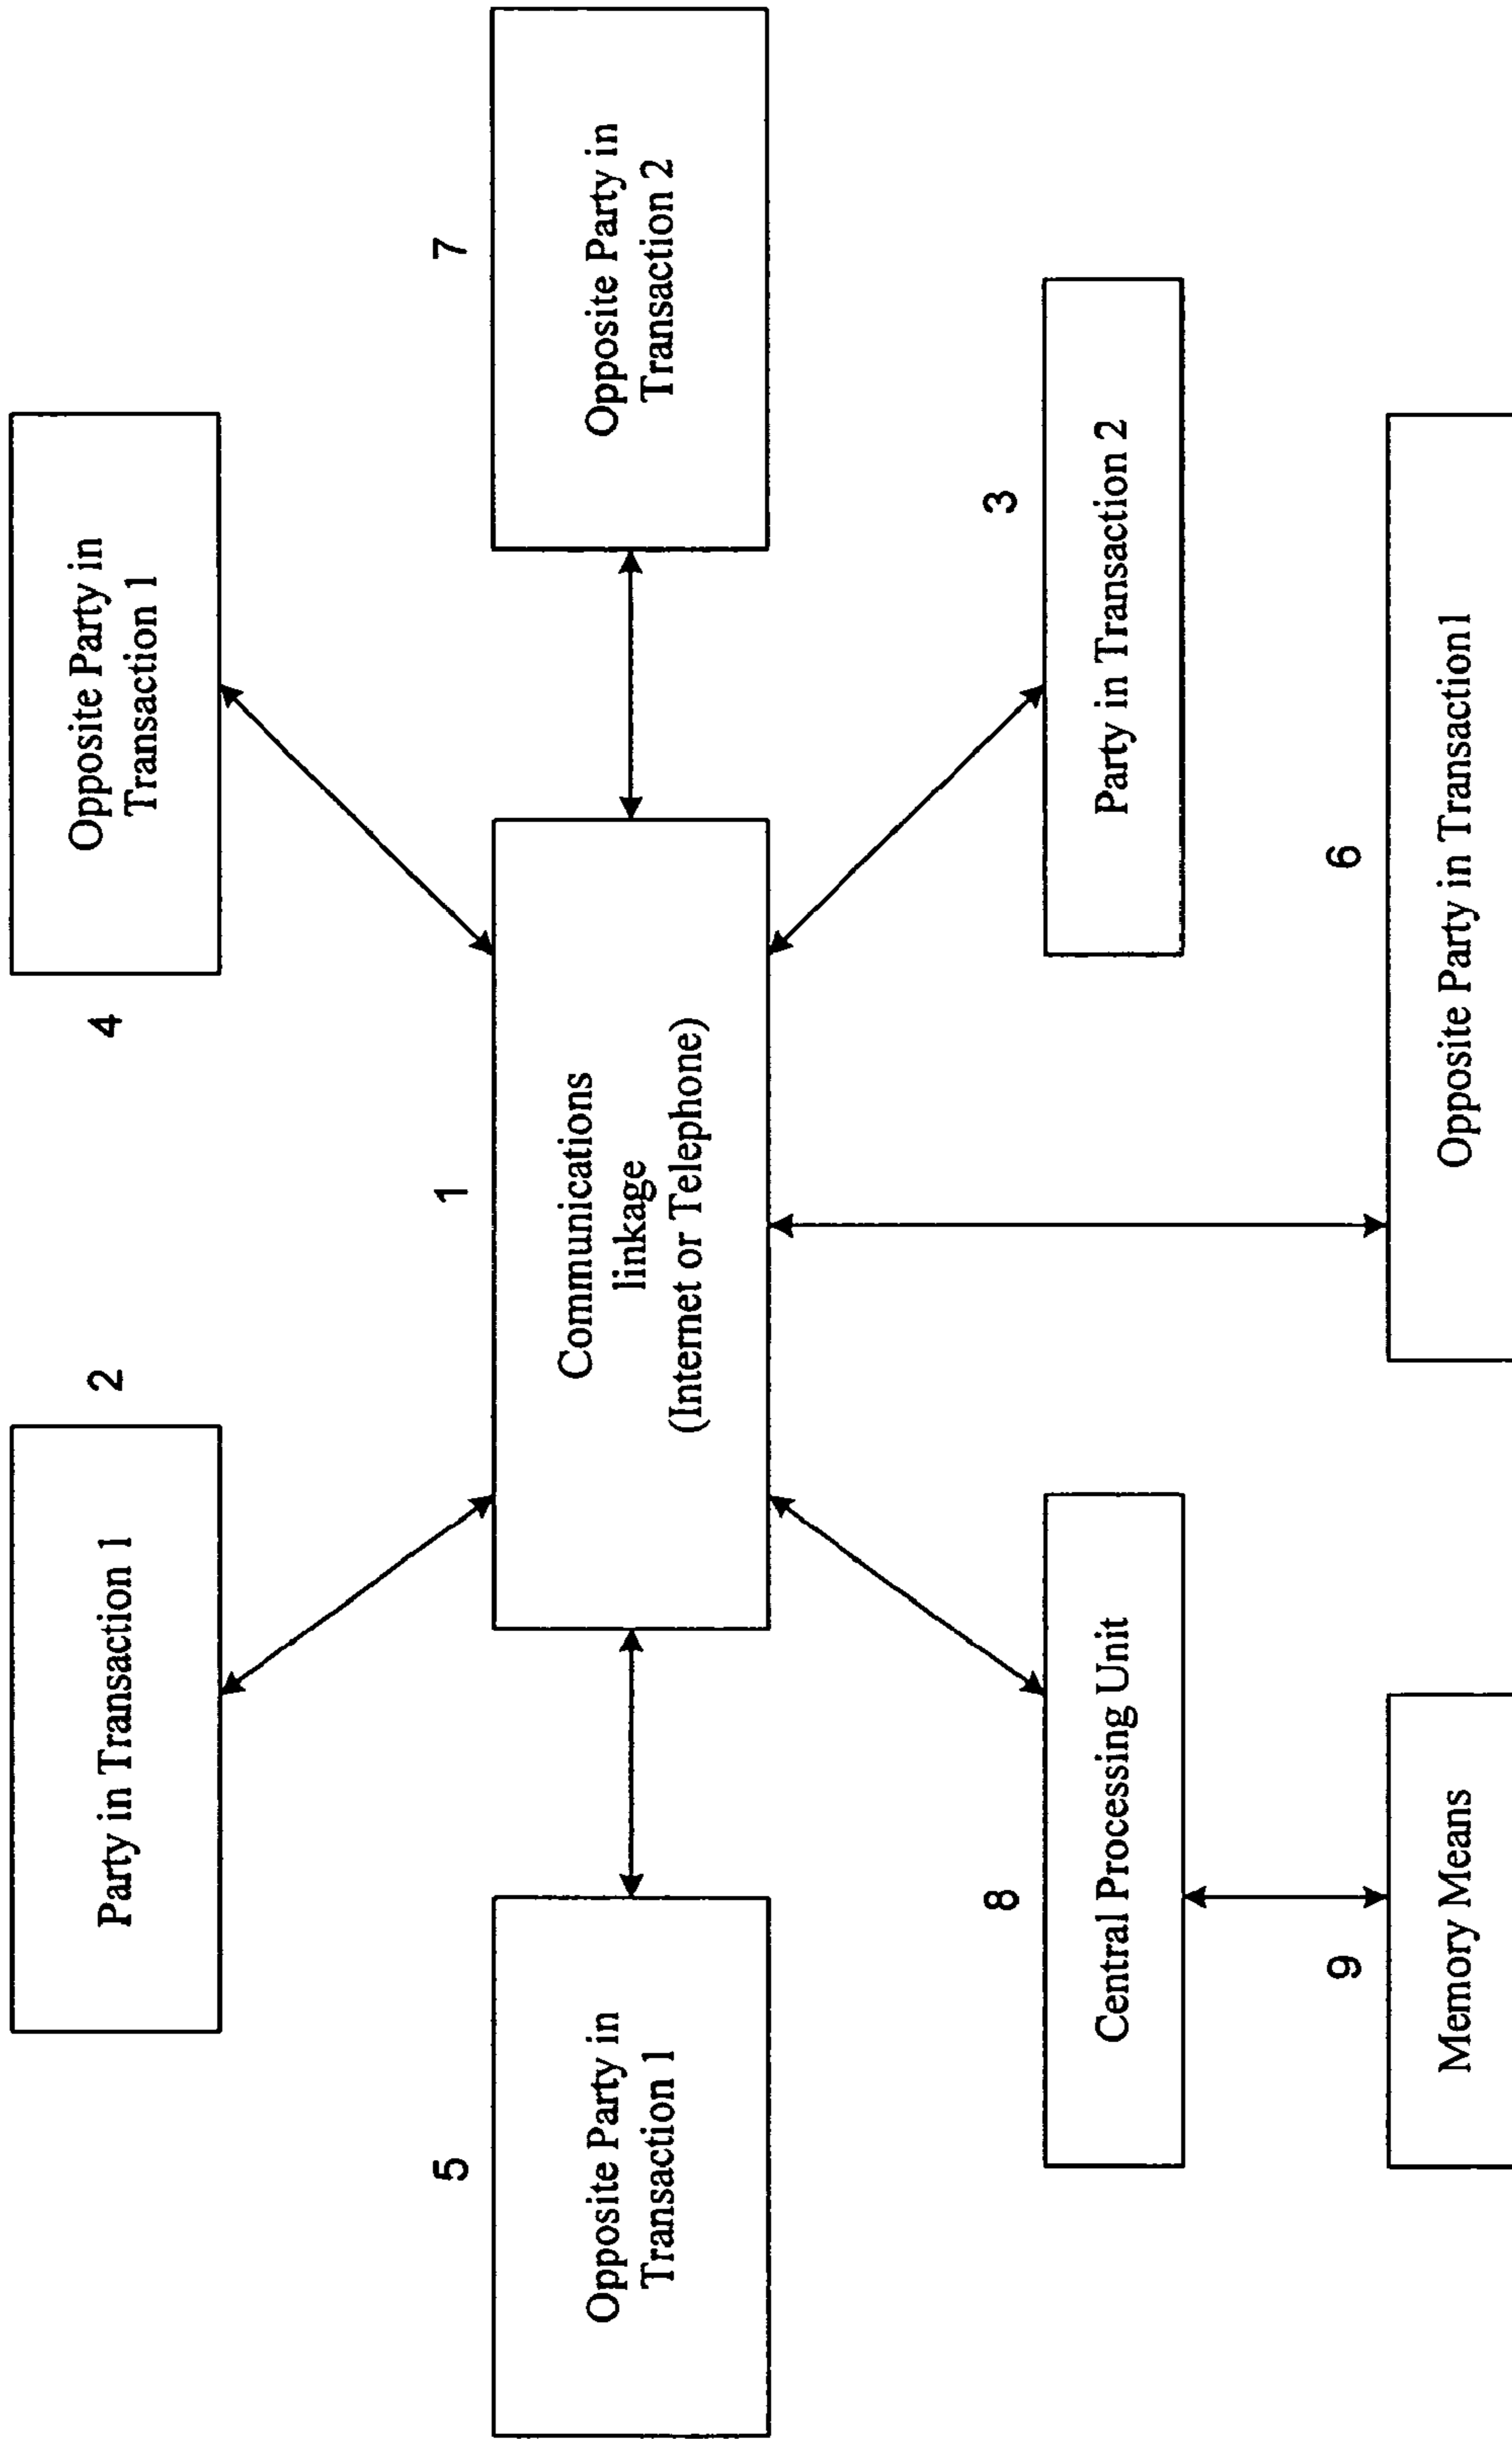 2
Party in Transaction 1
4
Opposite Party in
Transaction 1
5
Opposite Party in
Transaction 1
1
Communications
linkage
(Internet or Telephone)
7
Opposite Party in
Transaction 2
8
Central Processing Unit
3
Party in Transaction 2
9
Memory Means
6
Opposite Party in Transaction1